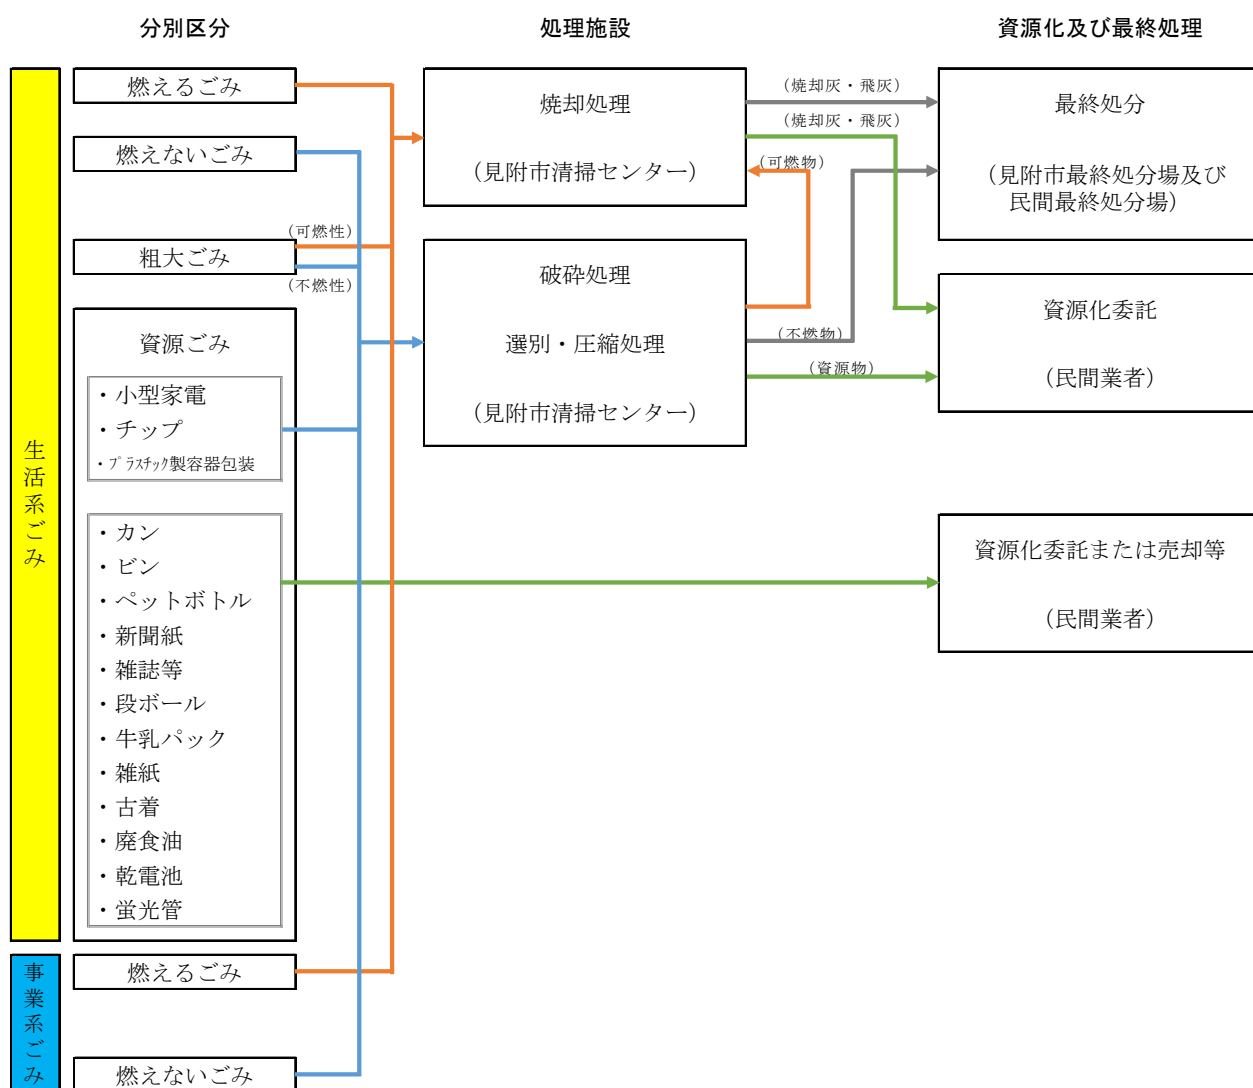 分別区分
処理施設
資源化及び最終処理
生活系ごみ
燃えるごみ
燃えないごみ
粗大ごみ
（可燃性）
（不燃性）
資源ごみ
・小型家電
・チップ
・プラスチック製容器包装
・カン
・ビン
・ペットボトル
・新聞紙
・雑誌等
・段ボール
・牛乳パック
・雑紙
・古着
・廃食油
・乾電池
・蛍光管
事業系ごみ
燃えるごみ
燃えないごみ
焼却処理
（見附市清掃センター）
破砕処理
選別・圧縮処理
（見附市清掃センター）
（焼却灰・飛灰）
（焼却灰・飛灰）
（可燃物）
（不燃物）
（資源物）
最終処分
（見附市最終処分場及び
民間最終処分場）
資源化委託
（民間業者）
資源化委託または売却等
（民間業者）